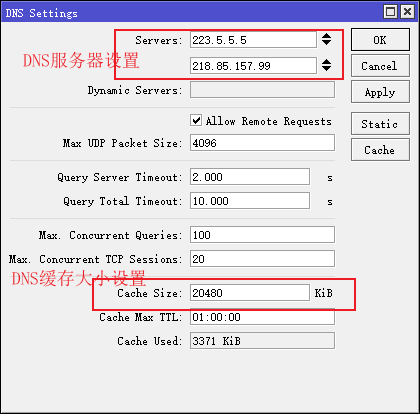 DNS Settings
Servers: 223.5.5.5 OK
DNS服务器设置
218.85.157.99 Cancel
Dynamic Servers: Apply
Allow Remote Requests Static
Max UDP Packet Size: 4096 Cache
Query Server Timeout: 2.000 s
Query Total Timeout: 10.000 s
Max. Concurrent Queries: 100
Max. Concurrent TCP Sessions: 20
DNS缓存大小设置
Cache Size: 20480 KiB
Cache Max TTL: 01:00:00
Cache Used: 3371 KiB